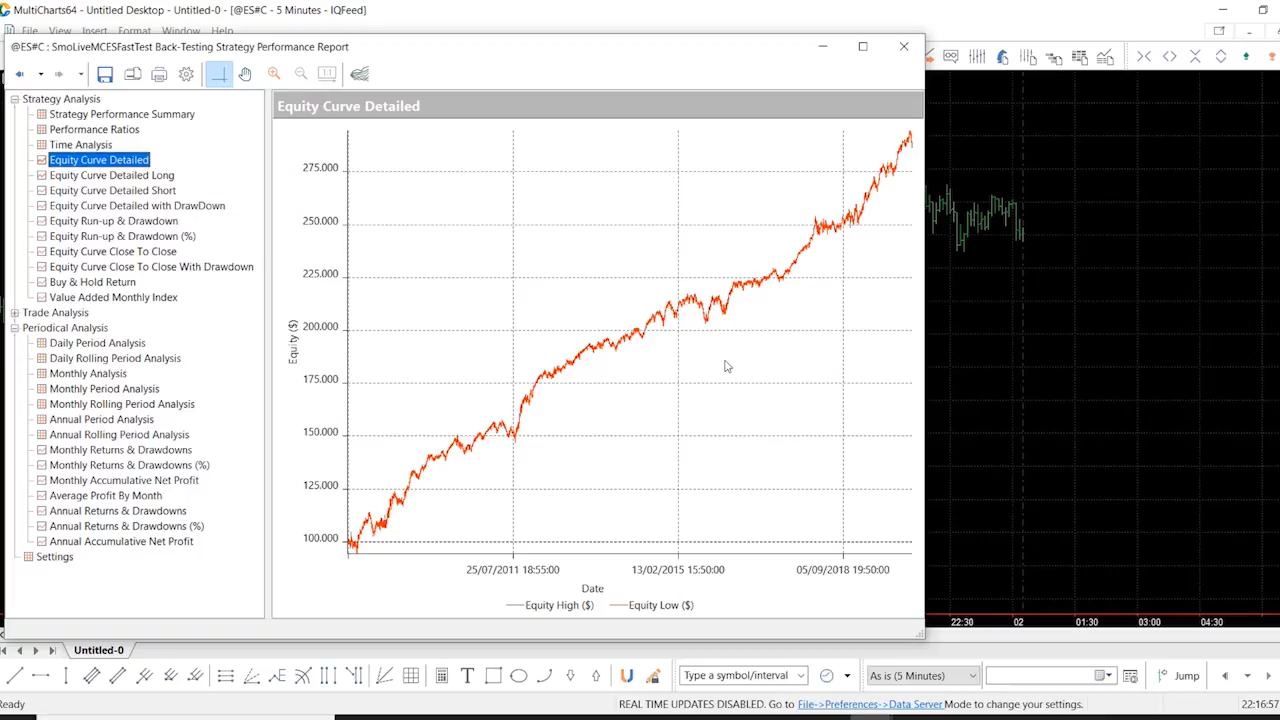 MultiCharts64 - Untitled Desktop - Untitled-0 - [@ES#C - 5 Minutes - IQFeed]
File View Insert Format Window Help
@ES#C : SmoLiveMCESFastTest Back-Testing Strategy Performance Report
Strategy Analysis
Strategy Performance Summary
Performance Ratios
Time Analysis
Equity Curve Detailed
Equity Curve Detailed Long
Equity Curve Detailed Short
Equity Curve Detailed with DrawDown
Equity Run-up & Drawdown
Equity Run-up & Drawdown (%)
Equity Curve Close To Close
Equity Curve Close To Close With Drawdown
Buy & Hold Return
Value Added Monthly Index
Trade Analysis
Periodical Analysis
Daily Period Analysis
Daily Rolling Period Analysis
Monthly Analysis
Monthly Period Analysis
Monthly Rolling Period Analysis
Annual Period Analysis
Annual Rolling Period Analysis
Monthly Returns & Drawdowns
Monthly Returns & Drawdowns (%)
Monthly Accumulative Net Profit
Average Profit By Month
Annual Returns & Drawdowns
Annual Returns & Drawdowns (%)
Annual Accumulative Net Profit
Settings
Equity Curve Detailed
275.000
250.000
225.000
200.000
175.000
150.000
125.000
100.000
Equity ($)
25/07/2011 18:55:00 13/02/2015 15:50:00 05/09/2018 19:50:00
Date
Equity High ($) Equity Low ($)
22:30 02 01:30 03:00 04:30
Untitled-0
Type a symbol/interval As is (5 Minutes) Jump
Ready REAL TIME UPDATES DISABLED. Go to File->Preferences->Data Server Mode to change your settings. 22:16:57